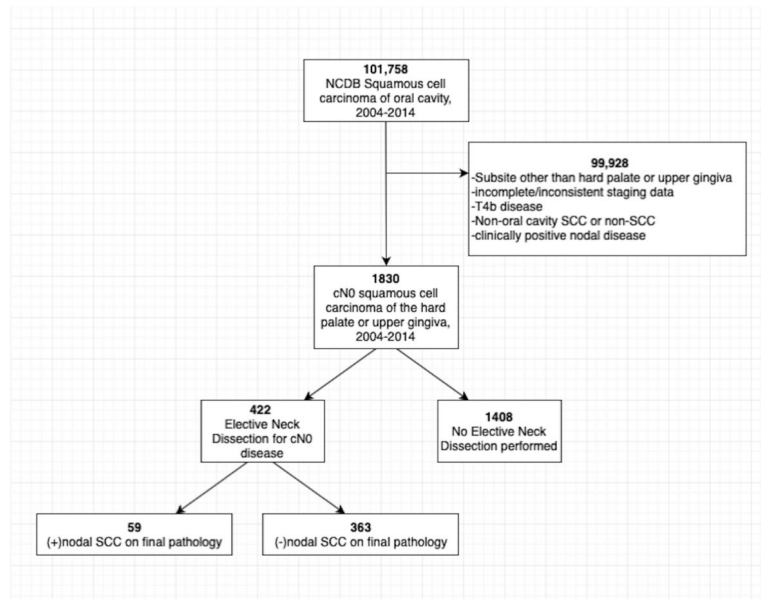 101,758
NCDB Squamous cell
carcinoma of oral cavity,
2004-2014
99,928
-Subsite other than hard palate or upper gingiva
-incomplete/inconsistent staging data
-T4b disease
-Non-oral cavity SCC or non-SCC
-clinically positive nodal disease
1830
cN0 squamous cell
carcinoma of the hard
palate or upper gingiva,
2004-2014
422
Elective Neck
Dissection for cN0
disease
1408
No Elective Neck
Dissection performed
59
(+)nodal SCC on final pathology
363
(-)nodal SCC on final pathology